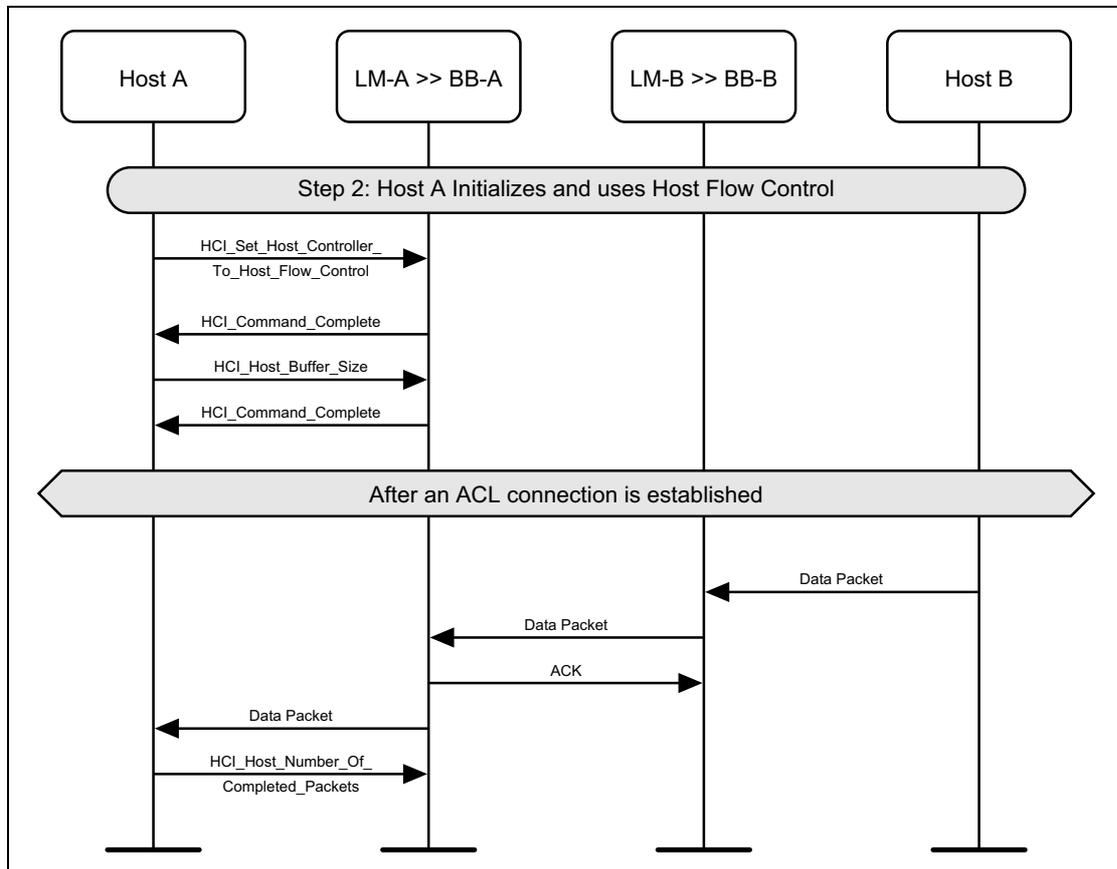 Host A
LM-A >> BB-A
LM-B >> BB-B
Host B
Step 2: Host A Initializes and uses Host Flow Control
HCI_Set_Host_Controller_
To_Host_Flow_Control
HCI_Command_Complete
HCI_Host_Buffer_Size
HCI_Command_Complete
After an ACL connection is established
Data Packet
Data Packet
ACK
Data Packet
HCI_Host_Number_Of_
Completed_Packets